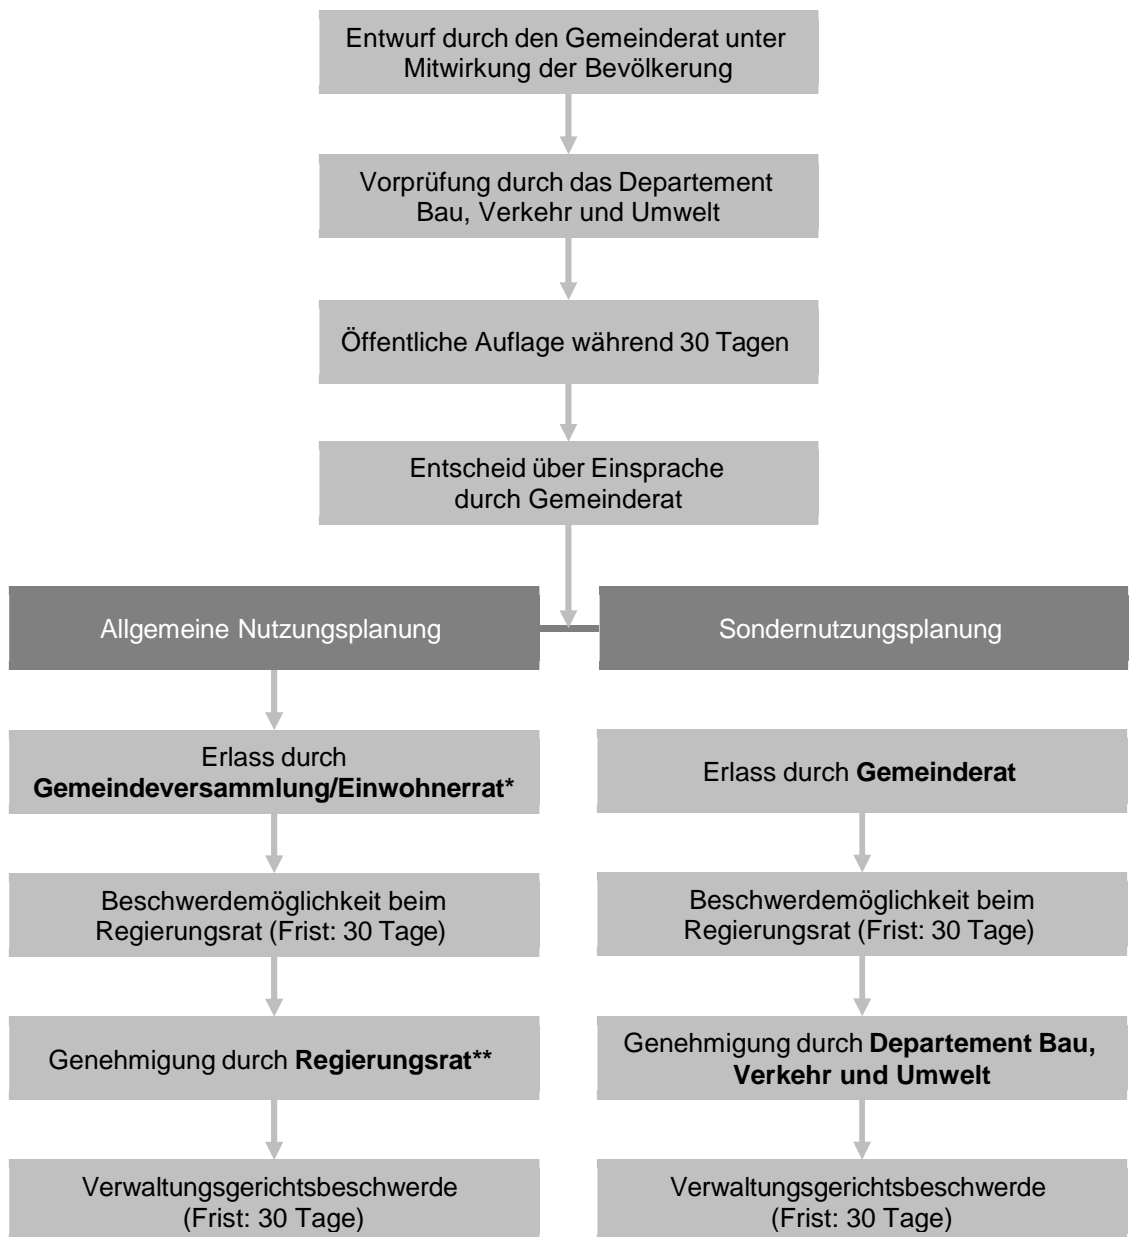 Entwurf durch den Gemeinderat unter
Mitwirkung der Bevölkerung
Vorprüfung durch das Departement
Bau, Verkehr und Umwelt
Öffentliche Auflage während 30 Tagen
Entscheid über Einsprache
durch Gemeinderat
Allgemeine Nutzungsplanung
Erlass durch
Gemeindeversammlung/Einwohnerrat*
Beschwerdemöglichkeit beim
Regierungsrat (Frist: 30 Tage)
Genehmigung durch Regierungsrat**
Verwaltungsgerichtsbeschwerde
(Frist: 30 Tage)
Sondernutzungsplanung
Erlass durch Gemeinderat
Beschwerdemöglichkeit beim
Regierungsrat (Frist: 30 Tage)
Genehmigung durch Departement Bau,
Verkehr und Umwelt
Verwaltungsgerichtsbeschwerde
(Frist: 30 Tage)